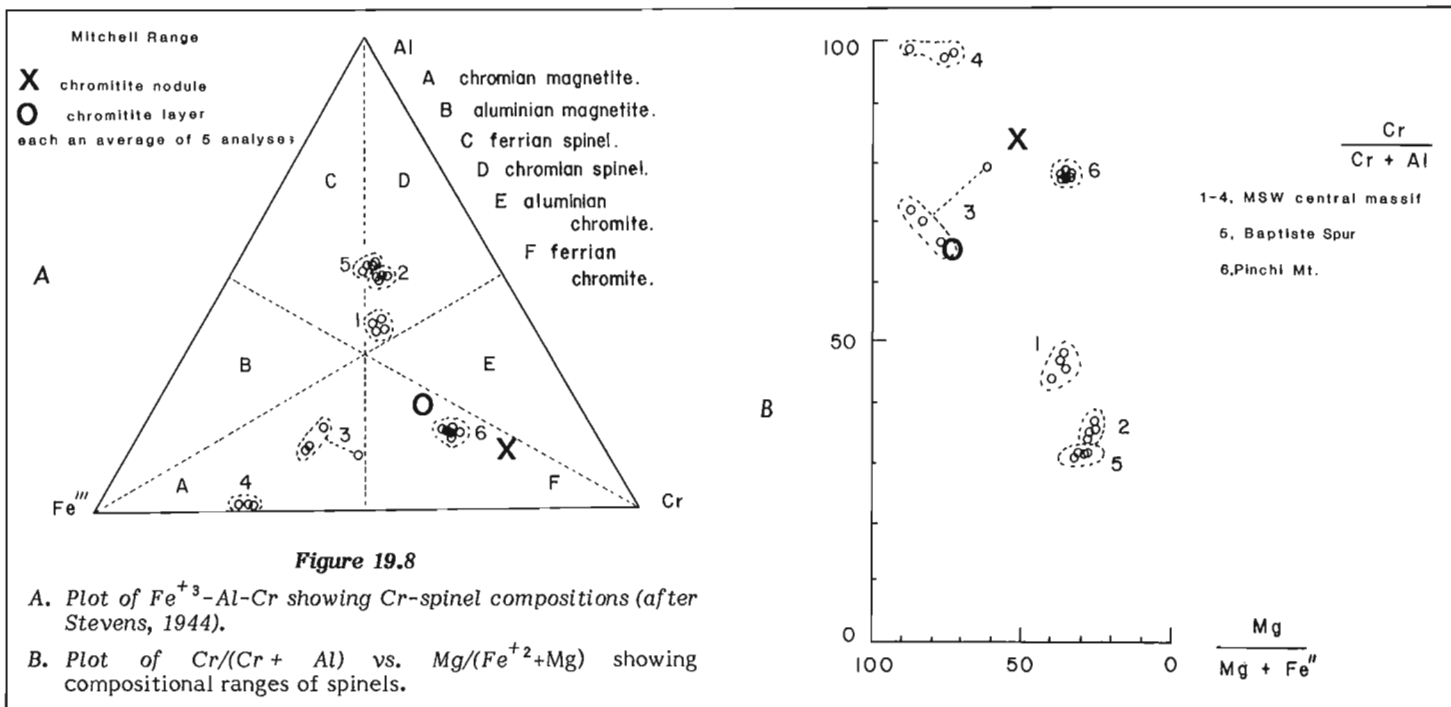 Mitchell Range
X chromitite nodule
O chromitite layer
each an average of 5 analyses
Al
A chromian magnetite.
B aluminian magnetite.
C ferrian spinel.
D chromian spinel.
E aluminian
chromite.
F ferrian
chromite.
C D
5 2
1
A
B E
3 6
A 4 F
Fe''' Cr
Figure 19.8
A. Plot of Fe+3-Al-Cr showing Cr-spinel compositions (after
Stevens, 1944).
B. Plot of Cr/(Cr + Al) vs. Mg/(Fe+2+Mg) showing
compositional ranges of spinels.
100
4
X
6
3
O
50
1
B
2
5
0
100 50 0
Cr
Cr + Al
1-4, MSW central massif
5, Baptiste Spur
6,Pinchi Mt.
Mg
Mg + Fe''